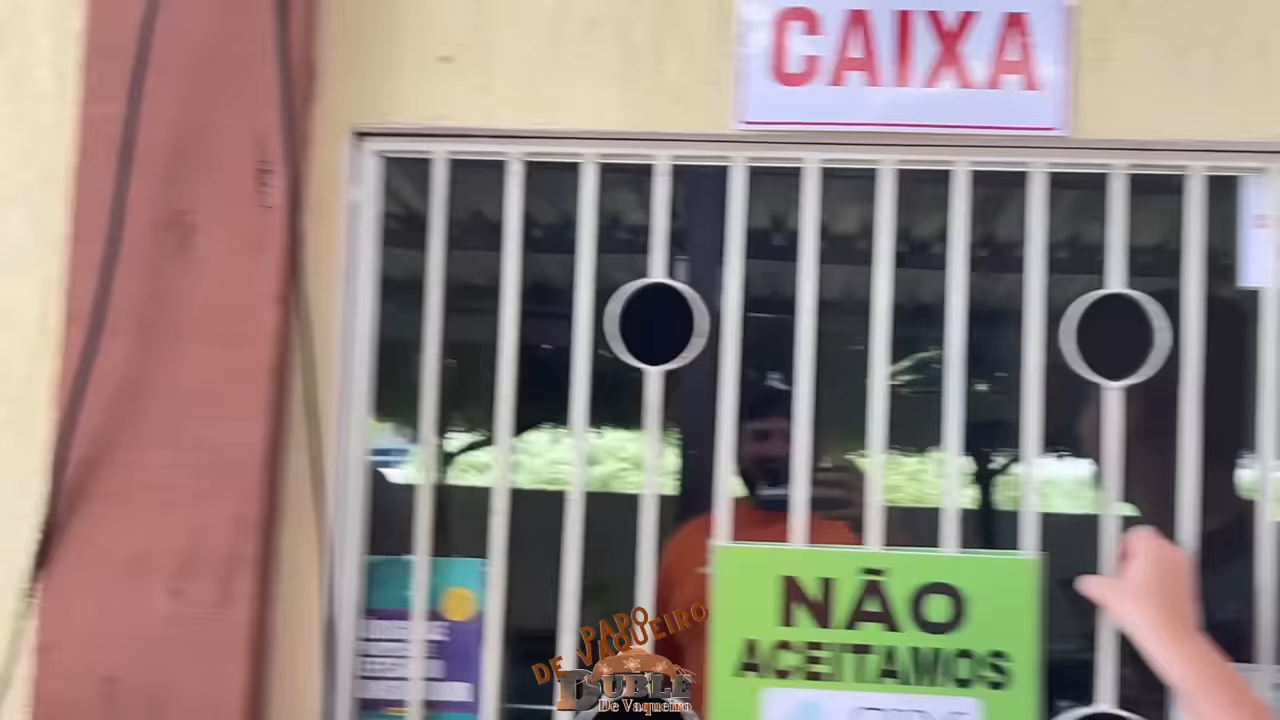 CAIXA
NÃO
ACEITAMOS
PAPO
DE VAQUEIRO
DUBLÊ
De Vaqueiro